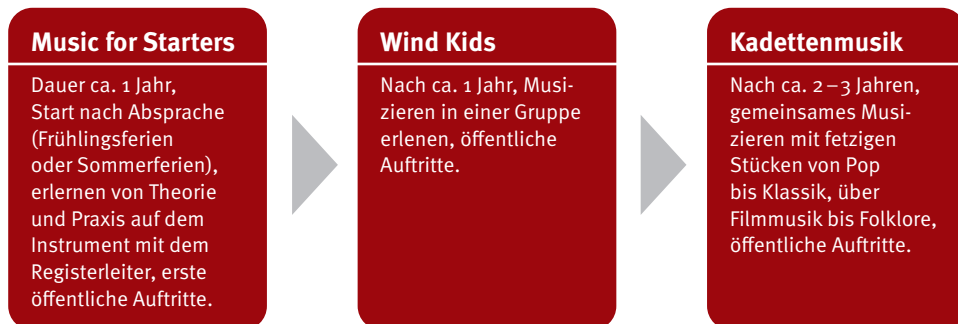 Music for Starters
Dauer ca. 1 Jahr,
Start nach Absprache
(Frühlingsferien
oder Sommerferien),
erlernen von Theorie
und Praxis auf dem
Instrument mit dem
Registerleiter, erste
öffentliche Auftritte.
Wind Kids
Nach ca. 1 Jahr, Musi-
zieren in einer Gruppe
erlenen, öffentliche
Auftritte.
Kadettenmusik
Nach ca. 2–3 Jahren,
gemeinsames Musi-
zieren mit fetzigen
Stücken von Pop
bis Klassik, über
Filmmusik bis Folklore,
öffentliche Auftritte.